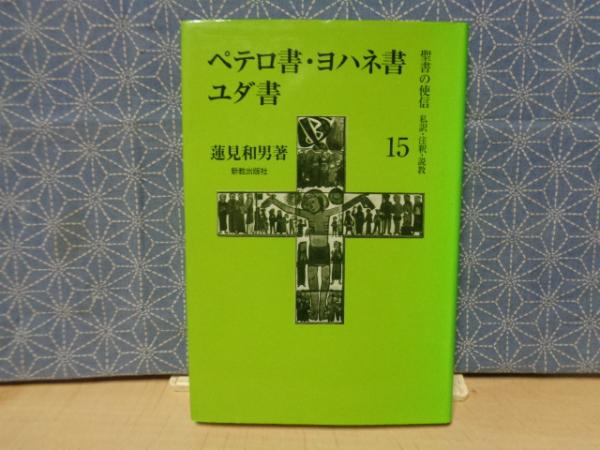 ペテロ書・ヨハネ書
ユダ書
蓮見和男著
新教出版社
聖書の使信
私訳・注釈・説教
15